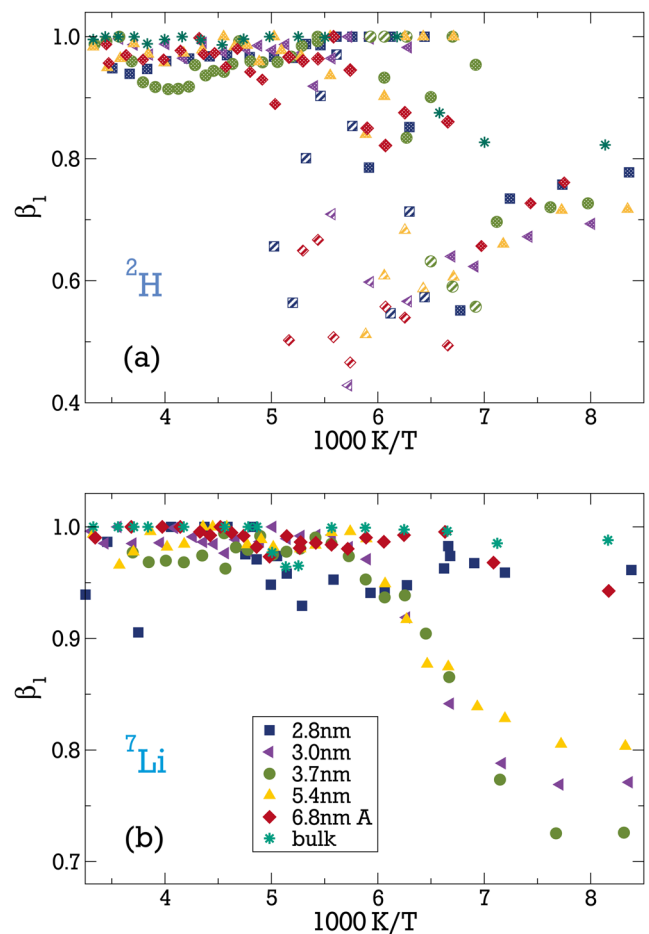 1.0
0.8
β₁
0.6
²H
(a)
0.4
4 5 6 7 8
1000 K/T
1.0
0.9
β₁
0.8
⁷Li
2.8nm
3.0nm
3.7nm
5.4nm
6.8nm A
bulk
(b)
0.7
4 5 6 7 8
1000 K/T